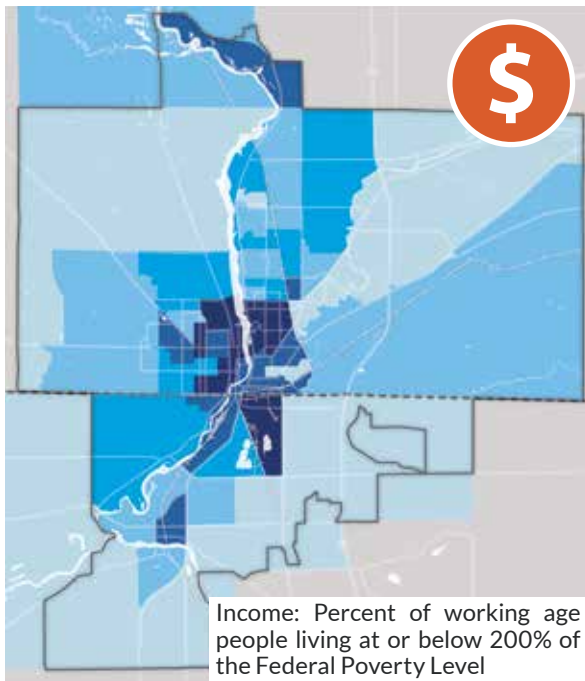 $
Income: Percent of working age
people living at or below 200% of
the Federal Poverty Level